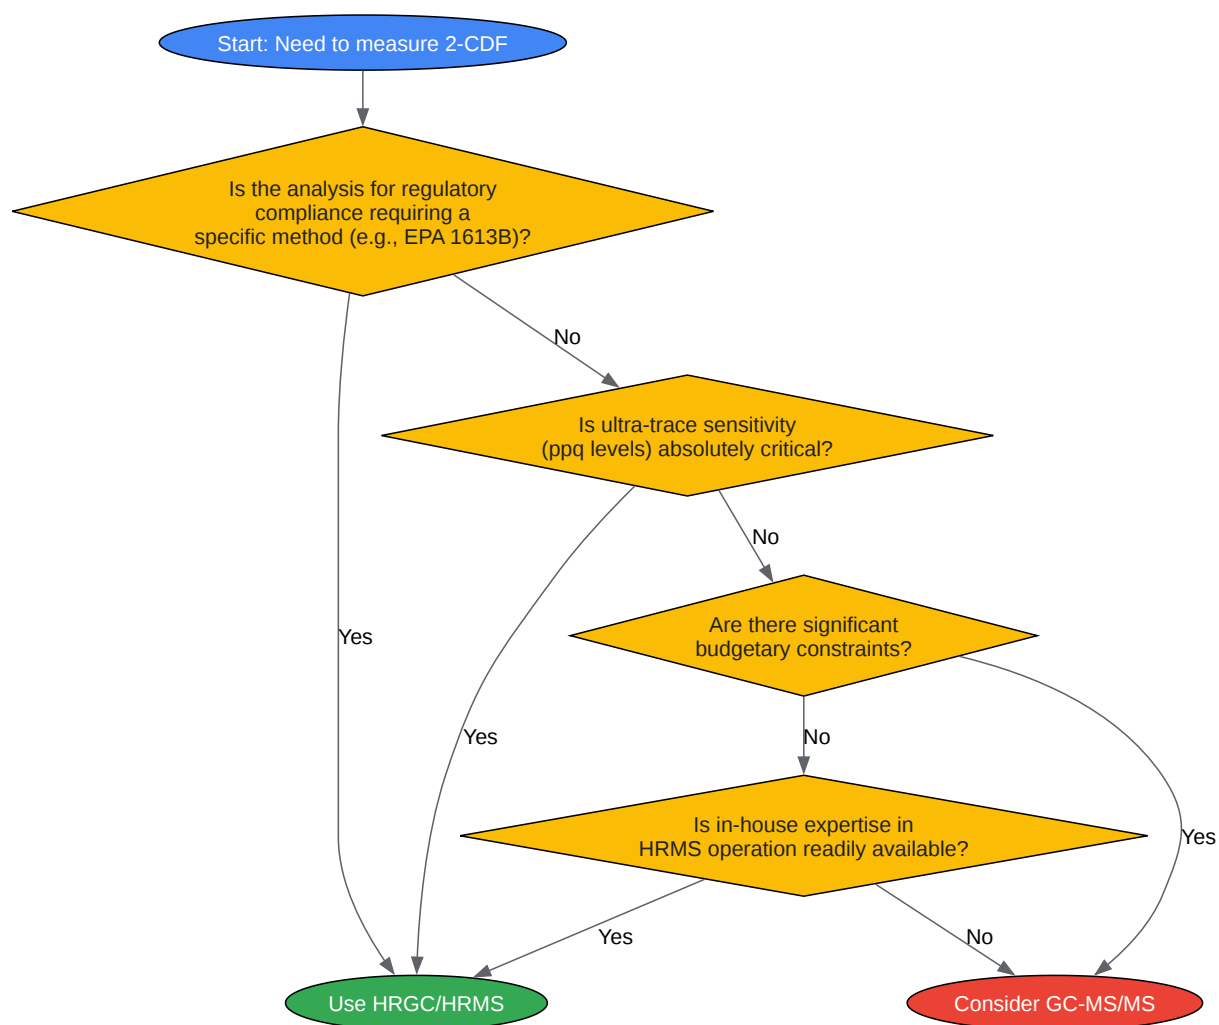 Start: Need to measure 2-CDF
Is the analysis for regulatory
compliance requiring a
specific method (e.g., EPA 1613B)?
No
Is ultra-trace sensitivity
(ppq levels) absolutely critical?
No
Are there significant
budgetary constraints?
Yes
Yes
No
Is in-house expertise in
HRMS operation readily available?
Yes
Yes
No
Use HRGC/HRMS
Consider GC-MS/MS